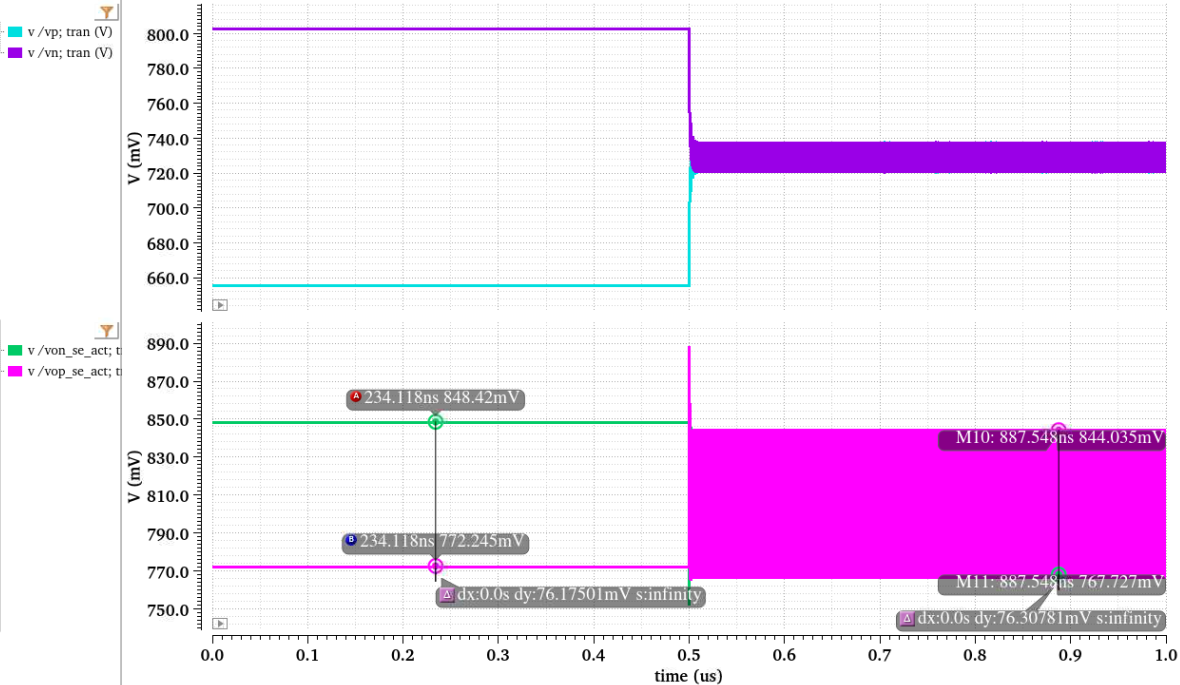 v /vp; tran (V)
v /vn; tran (V)
800.0
780.0
760.0
740.0
720.0
700.0
680.0
660.0
V (mV)
v /von_se_act; t
v /vop_se_act; t
890.0
870.0
850.0
830.0
810.0
790.0
770.0
750.0
V (mV)
A 234.118ns 848.42mV
B 234.118ns 772.245mV
Δ dx:0.0s dy:76.17501mV s:infinity
M10: 887.548ns 844.035mV
M11: 887.548ns 767.727mV
Δ dx:0.0s dy:76.30781mV s:infinity
0.0 0.1 0.2 0.3 0.4 0.5 0.6 0.7 0.8 0.9 1.0
time (us)